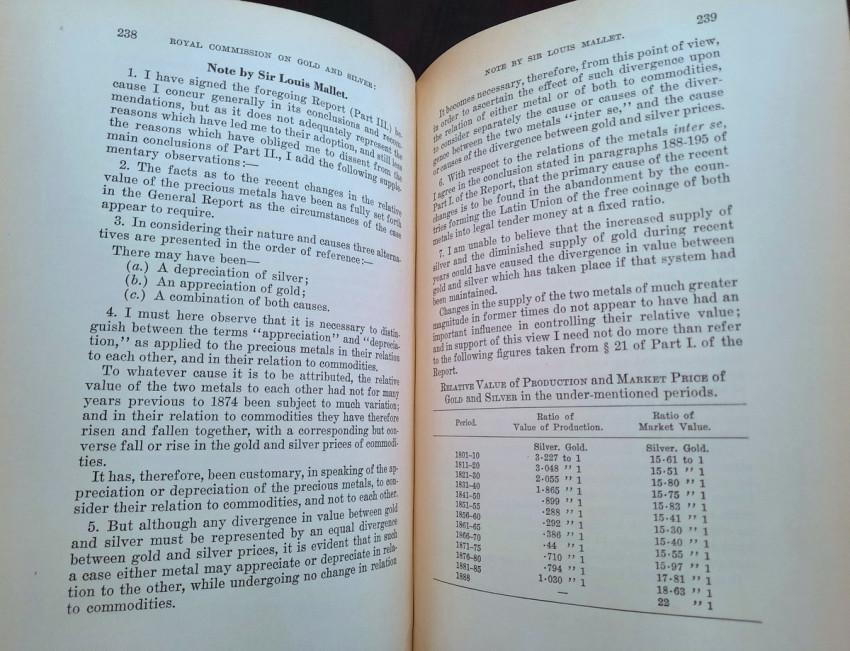 238
ROYAL COMMISSION ON GOLD AND SILVER:
Note by Sir Louis Mallet.
1. I have signed the foregoing Report (Part III.) be-
cause I concur generally in its conclusions and recom-
mendations, but as it does not adequately represent the
reasons which have led me to their adoption, and still less
the reasons which have obliged me to dissent from the
main conclusions of Part II., I add the following supple-
mentary observations:—
2. The facts as to the recent changes in the relative
value of the precious metals have been as fully set forth
in the General Report as the circumstances of the case
appear to require.
3. In considering their nature and causes three alterna-
tives are presented in the order of reference:—
There may have been—
(a.) A depreciation of silver;
(b.) An appreciation of gold;
(c.) A combination of both causes.
4. I must here observe that it is necessary to distin-
guish between the terms "appreciation" and "deprecia-
tion," as applied to the precious metals in their relation
to each other, and in their relation to commodities.
To whatever cause it is to be attributed, the relative
value of the two metals to each other had not for many
years previous to 1874 been subject to much variation;
and in their relation to commodities they have therefore
risen and fallen together, with a corresponding but con-
verse fall or rise in the gold and silver prices of commodi-
ties.
It has, therefore, been customary, in speaking of the ap-
preciation or depreciation of the precious metals, to con-
sider their relation to commodities, and not to each other.
5. But although any divergence in value between gold
and silver must be represented by an equal divergence
between gold and silver prices, it is evident that in such
a case either metal may appreciate or depreciate in rela-
tion to the other, while undergoing no change in relation
to commodities.
239
NOTE BY SIR LOUIS MALLET.
It becomes necessary, therefore, from this point of view,
in order to ascertain the effect of such divergence upon
the relation of either metal or of both to commodities,
to consider separately the cause or causes of the diver-
gence between the two metals "inter se," and the cause
or causes of the divergence between gold and silver prices.
6. With respect to the relations of the metals inter se,
I agree in the conclusion stated in paragraphs 188-195 of
Part I. of the Report, that the primary cause of the recent
changes is to be found in the abandonment by the coun-
tries forming the Latin Union of the free coinage of both
metals into legal tender money at a fixed ratio.
7. I am unable to believe that the increased supply of
silver and the diminished supply of gold during recent
years could have caused the divergence in value between
gold and silver which has taken place if that system had
been maintained.
Changes in the supply of the two metals of much greater
magnitude in former times do not appear to have had an
important influence in controlling their relative value;
and in support of this view I need not do more than refer
to the following figures taken from § 21 of Part I. of the
Report.
RELATIVE VALUE of PRODUCTION and MARKET PRICE of
GOLD and SILVER in the under-mentioned periods.
Period. Ratio of Value of Production. Ratio of Market Value.
Silver. Gold. Silver. Gold.
1801-10 3·227 to 1 15·61 to 1
1811-20 3·048 " 1 15·51 " 1
1821-30 2·055 " 1 15·80 " 1
1831-40 1·865 " 1 15·75 " 1
1841-50 ·899 " 1 15·83 " 1
1851-55 ·288 " 1 15·41 " 1
1856-60 ·292 " 1 15·30 " 1
1861-65 ·386 " 1 15·40 " 1
1866-70 ·44 " 1 15·55 " 1
1871-75 ·710 " 1 15·97 " 1
1876-80 ·794 " 1 17·81 " 1
1881-85 1·030 " 1 18·63 " 1
1888 — 22 " 1